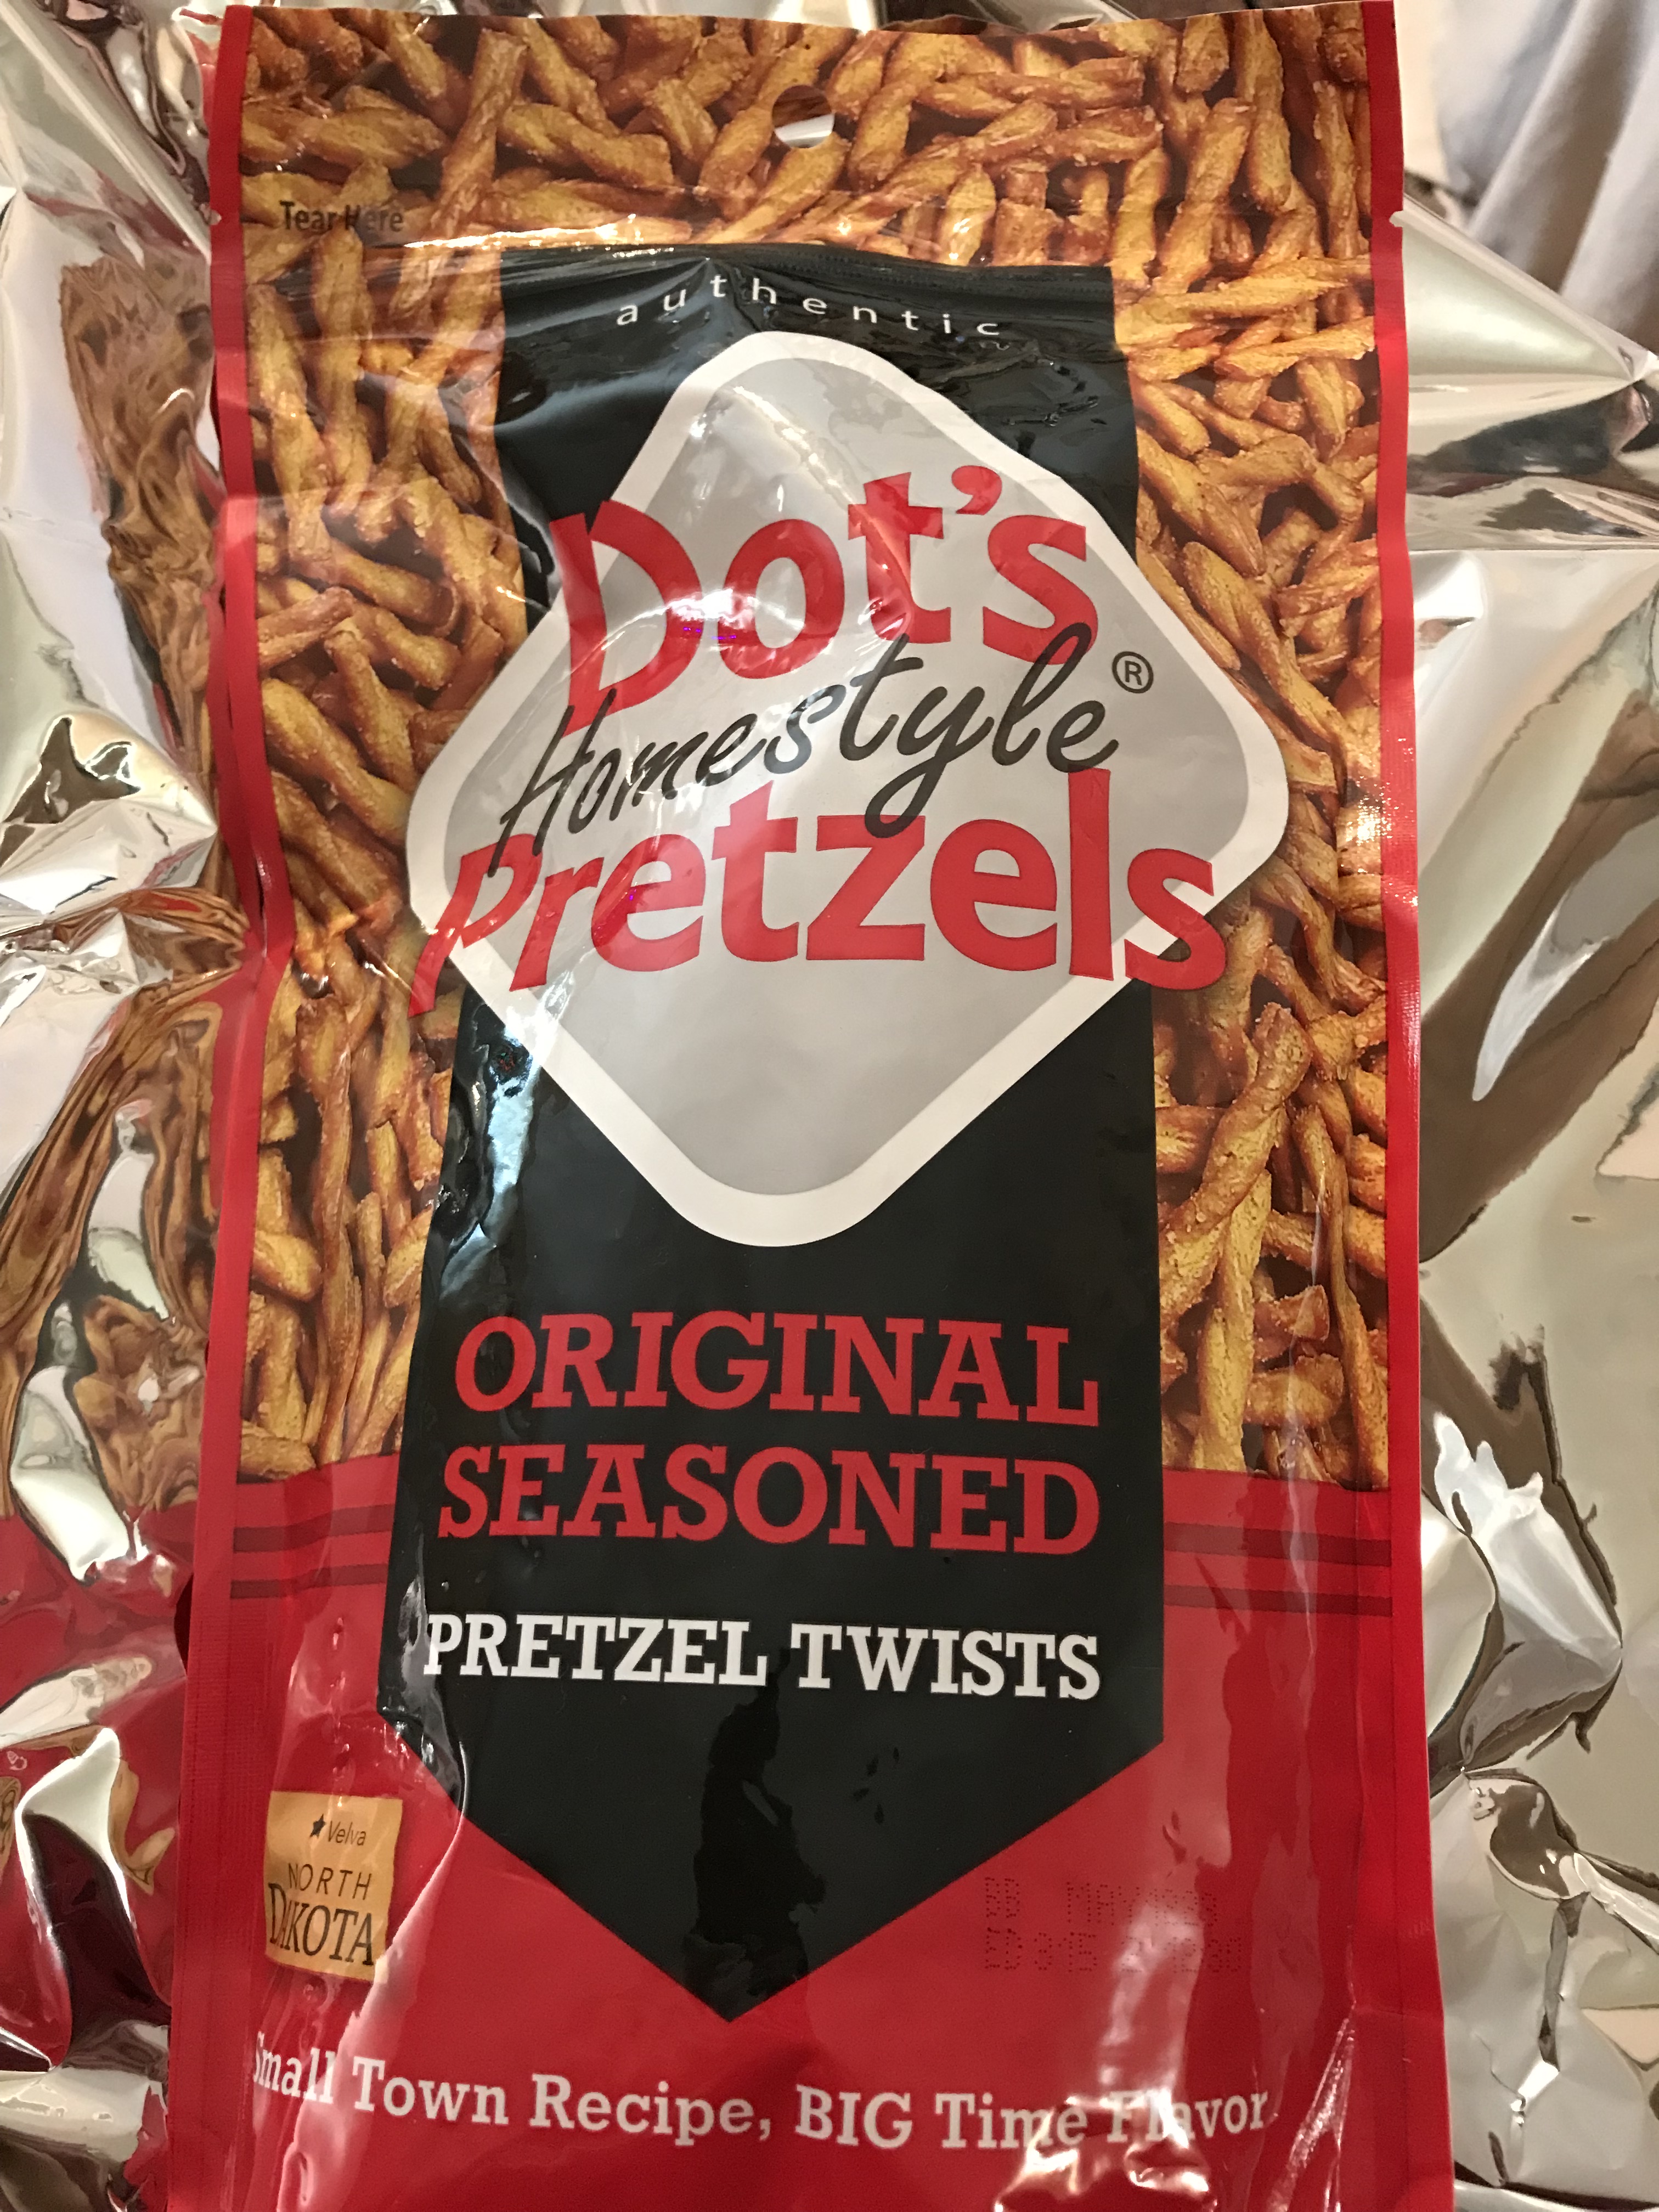 Tear Here
authentic
Dot's
Homestyle®
Pretzels
ORIGINAL
SEASONED
PRETZEL TWISTS
Velva
NORTH
DAKOTA
BB
Small Town Recipe, BIG Time Flavor